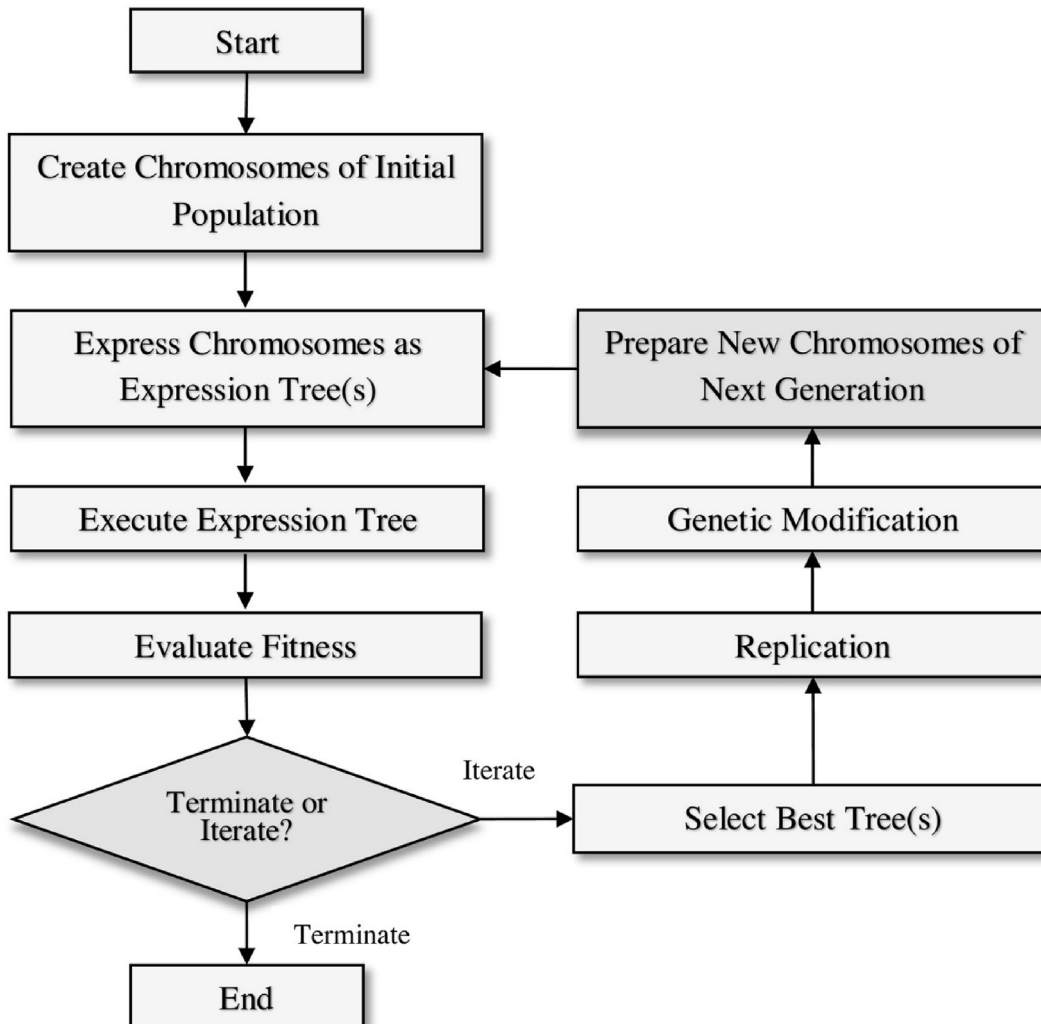 Start
Create Chromosomes of Initial
Population
Express Chromosomes as
Expression Tree(s)
Prepare New Chromosomes of
Next Generation
Execute Expression Tree
Genetic Modification
Evaluate Fitness
Replication
Terminate or
Iterate?
Iterate
Select Best Tree(s)
Terminate
End